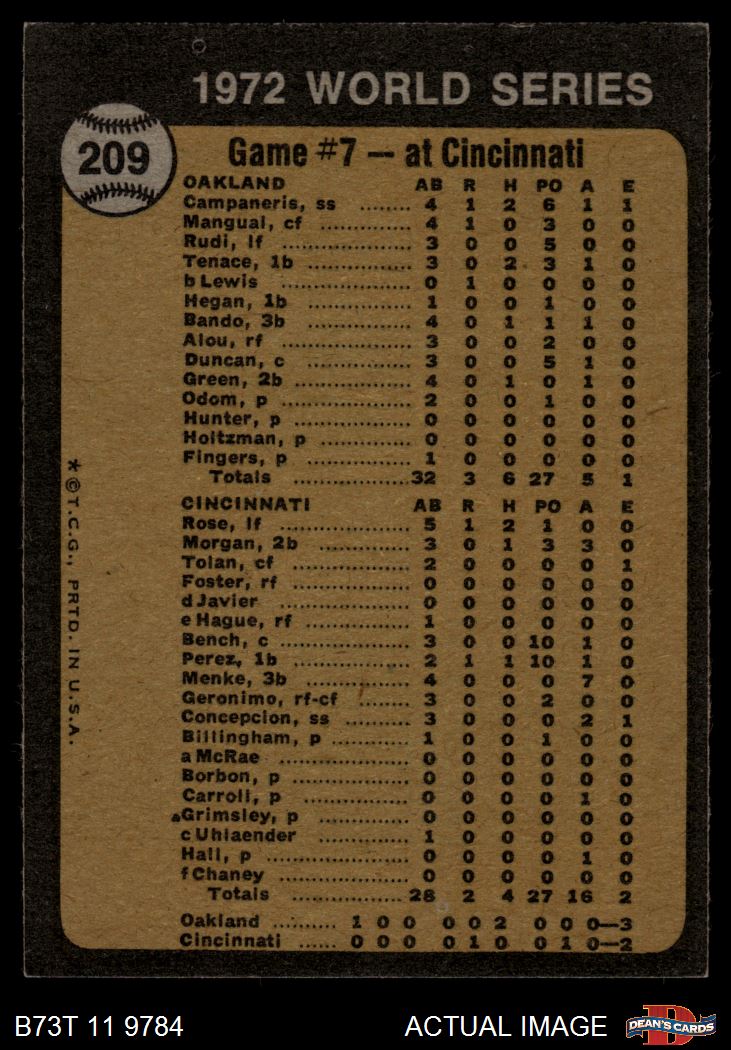 1972 WORLD SERIES
209
Game #7 — at Cincinnati
OAKLAND AB R H PO A E
Campaneris, ss ........ 4 1 2 6 1 1
Mangual, cf .............. 4 1 0 3 0 0
Rudi, lf .................... 3 0 0 5 0 0
Tenace, 1b ................ 3 0 2 3 1 0
b Lewis .................... 0 1 0 0 0 0
Hegan, 1b ................ 1 0 0 1 0 0
Bando, 3b ................ 4 0 1 1 1 0
Alou, rf .................... 3 0 0 2 0 0
Duncan, c ................ 3 0 0 5 1 0
Green, 2b ................ 4 0 1 0 1 0
Odom, p .................... 2 0 0 1 0 0
Hunter, p .................. 0 0 0 0 0 0
Holtzman, p .............. 0 0 0 0 0 0
Fingers, p ................ 1 0 0 0 0 0
Totals .................... 32 3 6 27 5 1
CINCINNATI AB R H PO A E
Rose, lf .................... 5 1 2 1 0 0
Morgan, 2b .............. 3 0 1 3 3 0
Tolan, cf .................. 2 0 0 0 0 1
Foster, rf .................. 0 0 0 0 0 0
d Javier .................... 0 0 0 0 0 0
e Hague, rf .............. 1 0 0 0 0 0
Bench, c .................. 3 0 0 10 1 0
Perez, 1b .................. 2 1 1 10 1 0
Menke, 3b ................ 4 0 0 0 7 0
Geronimo, rf-cf ........ 3 0 0 2 0 0
Concepcion, ss .......... 3 0 0 0 2 1
Billingham, p ............ 1 0 0 1 0 0
a McRae .................. 0 0 0 0 0 0
Borbon, p ................ 0 0 0 0 0 0
Carroll, p ................ 0 0 0 0 1 0
Grimsley, p .............. 0 0 0 0 0 0
c Uhlaender .............. 1 0 0 0 0 0
Hall, p .................... 0 0 0 0 1 0
f Chaney .................. 0 0 0 0 0 0
Totals .................... 28 2 4 27 16 2
Oakland .......... 1 0 0 0 0 2 0 0 0—3
Cincinnati ...... 0 0 0 0 1 0 0 1 0—2
* © T.C.G., PRTD. IN U.S.A.
B73T 11 9784 ACTUAL IMAGE
D
DEAN'S CARDS